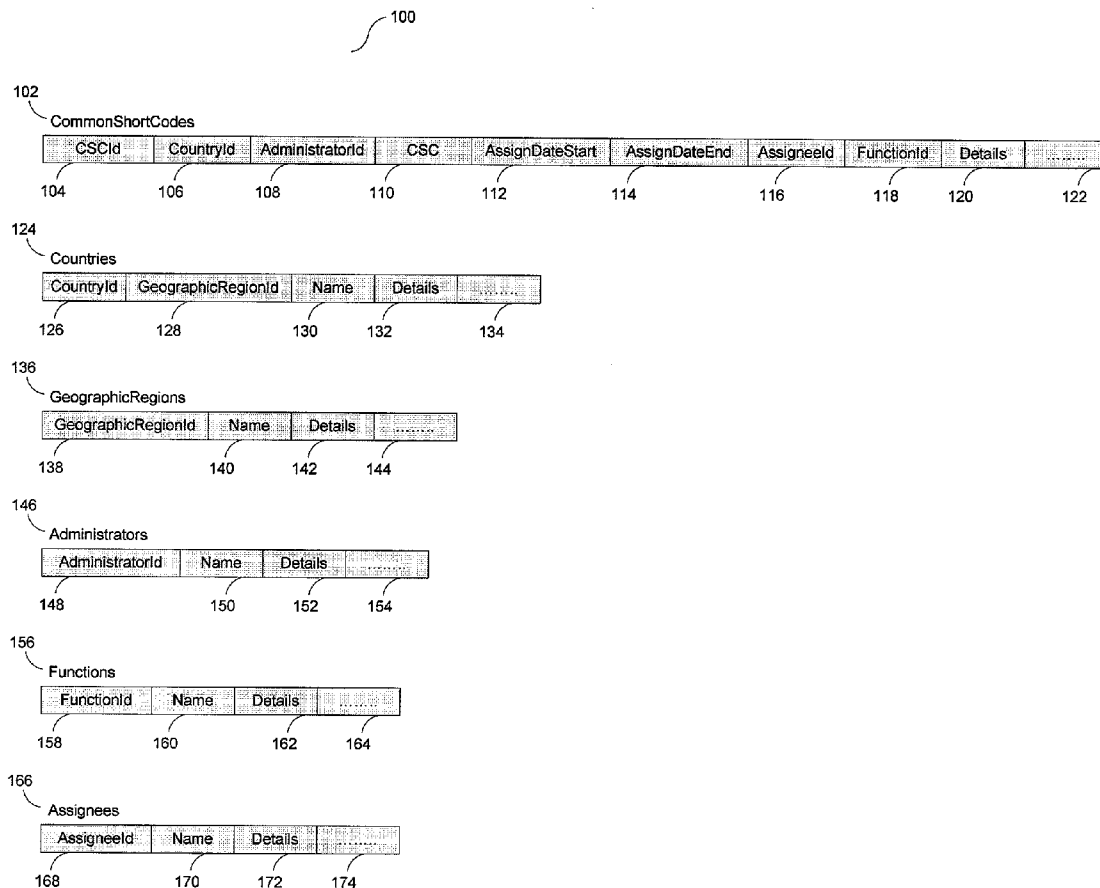 100
102
CommonShortCodes
CSCId CountryId AdministratorId CSC AssignDateStart AssignDateEnd AssigneeId FunctionId Details ........
104 106 108 110 112 114 116 118 120 122
124
Countries
CountryId GeographicRegionId Name Details ........
126 128 130 132 134
136
GeographicRegions
GeographicRegionId Name Details ........
138 140 142 144
146
Administrators
AdministratorId Name Details ........
148 150 152 154
156
Functions
FunctionId Name Details ........
158 160 162 164
166
Assignees
AssigneeId Name Details ........
168 170 172 174